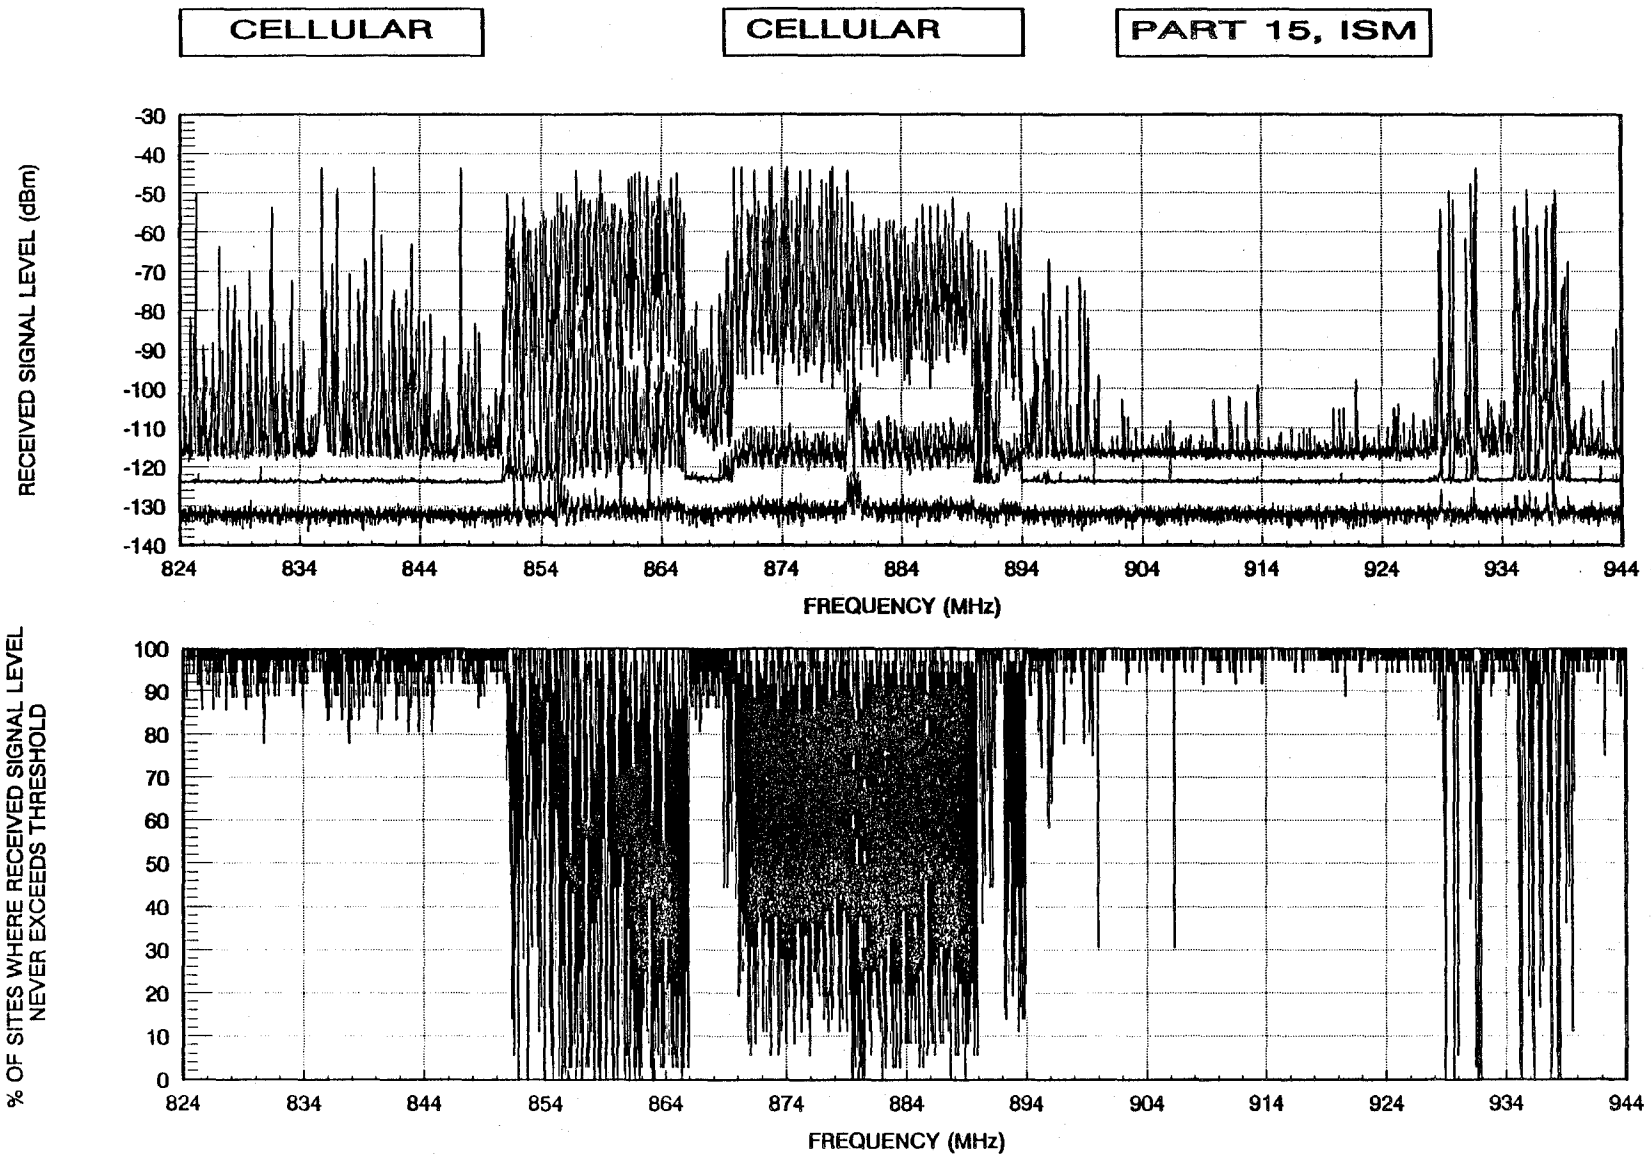 CELLULAR
CELLULAR
PART 15, ISM
RECEIVED SIGNAL LEVEL (dBm)
-30
-40
-50
-60
-70
-80
-90
-100
-110
-120
-130
-140
824 834 844 854 864 874 884 894 904 914 924 934 944
FREQUENCY (MHz)
% OF SITES WHERE RECEIVED SIGNAL LEVEL
NEVER EXCEEDS THRESHOLD
100
90
80
70
60
50
40
30
20
10
0
824 834 844 854 864 874 884 894 904 914 924 934 944
FREQUENCY (MHz)